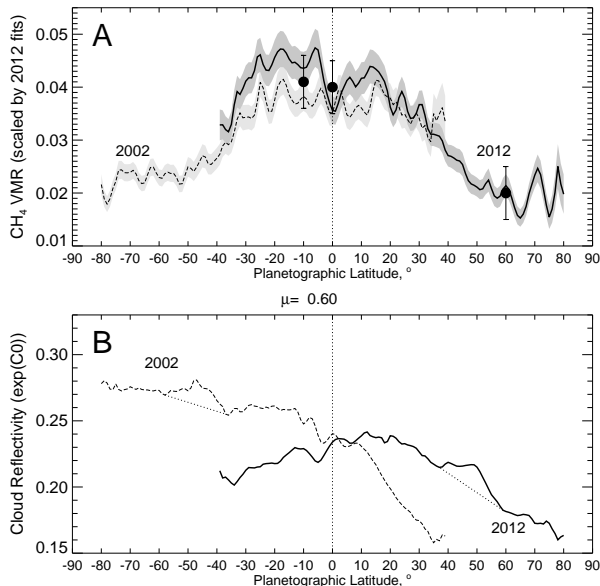 A
0.05
0.04
0.03
0.02
0.01
CH4 VMR (scaled by 2012 fits)
2002
2012
-90 -80 -70 -60 -50 -40 -30 -20 -10 0 10 20 30 40 50 60 70 80 90
Planetographic Latitude, °
μ= 0.60
B
0.30
0.25
0.20
0.15
Cloud Reflectivity (exp(C0))
2002
2012
-90 -80 -70 -60 -50 -40 -30 -20 -10 0 10 20 30 40 50 60 70 80 90
Planetographic Latitude, °